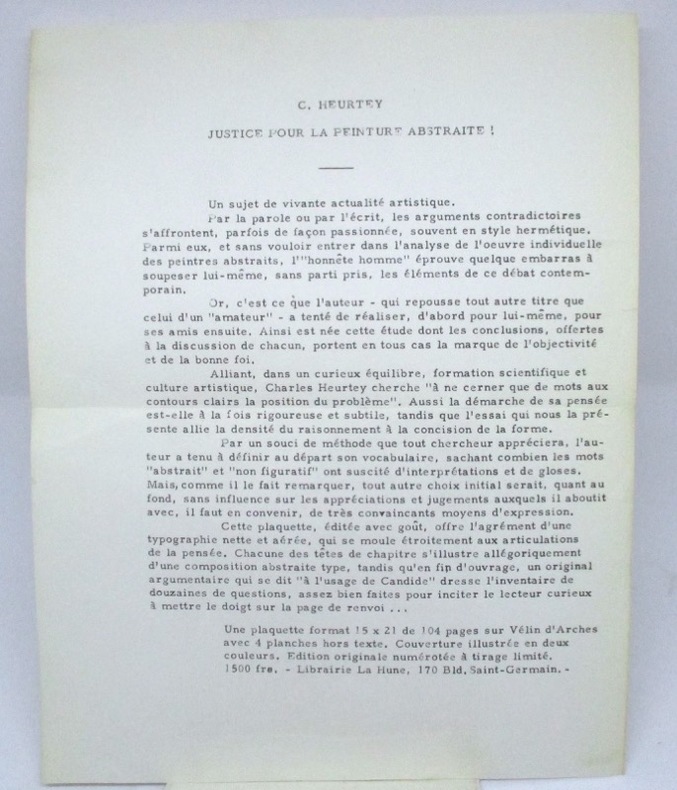 C. HEURTEY
JUSTICE POUR LA PEINTURE ABSTRAITE !
Un sujet de vivante actualité artistique.
Par la parole ou par l'écrit, les arguments contradictoires
s'affrontent, parfois de façon passionnée, souvent en style hermétique.
Parmi eux, et sans vouloir entrer dans l'analyse de l'oeuvre individuelle
des peintres abstraits, l'"honnête homme" éprouve quelque embarras à
soupeser lui-même, sans parti pris, les éléments de ce débat contem-
porain.
Or, c'est ce que l'auteur - qui repousse tout autre titre que
celui d'un "amateur" - a tenté de réaliser, d'abord pour lui-même, pour
ses amis ensuite. Ainsi est née cette étude dont les conclusions, offertes
à la discussion de chacun, portent en tous cas la marque de l'objectivité
et de la bonne foi.
Alliant, dans un curieux équilibre, formation scientifique et
culture artistique, Charles Heurtey cherche "à ne cerner que de mots aux
contours clairs la position du problème". Aussi la démarche de sa pensée
est-elle à la fois rigoureuse et subtile, tandis que l'essai qui nous la pré-
sente allie la densité du raisonnement à la concision de la forme.
Par un souci de méthode que tout chercheur appréciera, l'au-
teur a tenu à définir au départ son vocabulaire, sachant combien les mots
"abstrait" et "non figuratif" ont suscité d'interprétations et de gloses.
Mais, comme il le fait remarquer, tout autre choix initial serait, quant au
fond, sans influence sur les appréciations et jugements auxquels il aboutit
avec, il faut en convenir, de très convaincants moyens d'expression.
Cette plaquette, éditée avec goût, offre l'agrément d'une
typographie nette et aérée, qui se moule étroitement aux articulations
de la pensée. Chacune des têtes de chapitre s'illustre allégoriquement
d'une composition abstraite type, tandis qu'en fin d'ouvrage, un original
argumentaire qui se dit "à l'usage de Candide" dresse l'inventaire de
douzaines de questions, assez bien faites pour inciter le lecteur curieux
à mettre le doigt sur la page de renvoi ...
Une plaquette format 15 x 21 de 104 pages sur Vélin d'Arches
avec 4 planches hors texte. Couverture illustrée en deux
couleurs. Edition originale numérotée à tirage limité.
1500 frs. - Librairie La Hune, 170 Bld. Saint-Germain. -